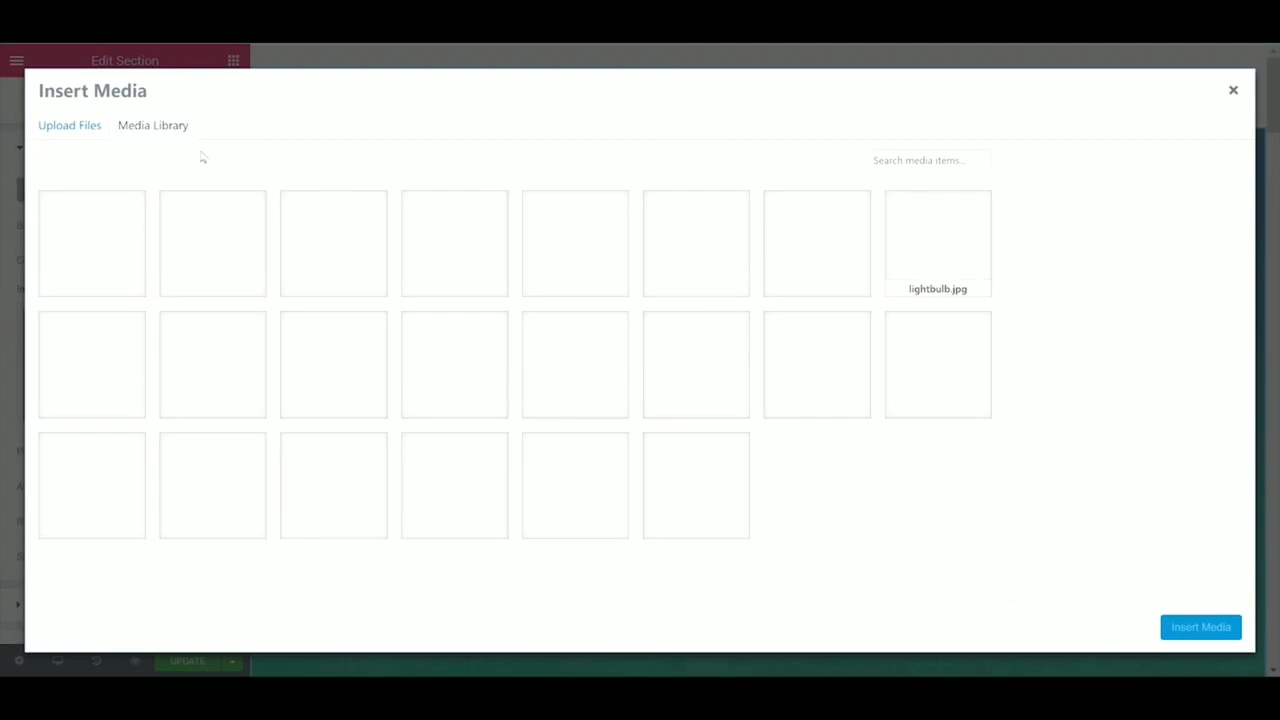 Edit Section
Insert Media
Upload Files
Media Library
Search media items...
lightbulb.jpg
Insert Media
UPDATE